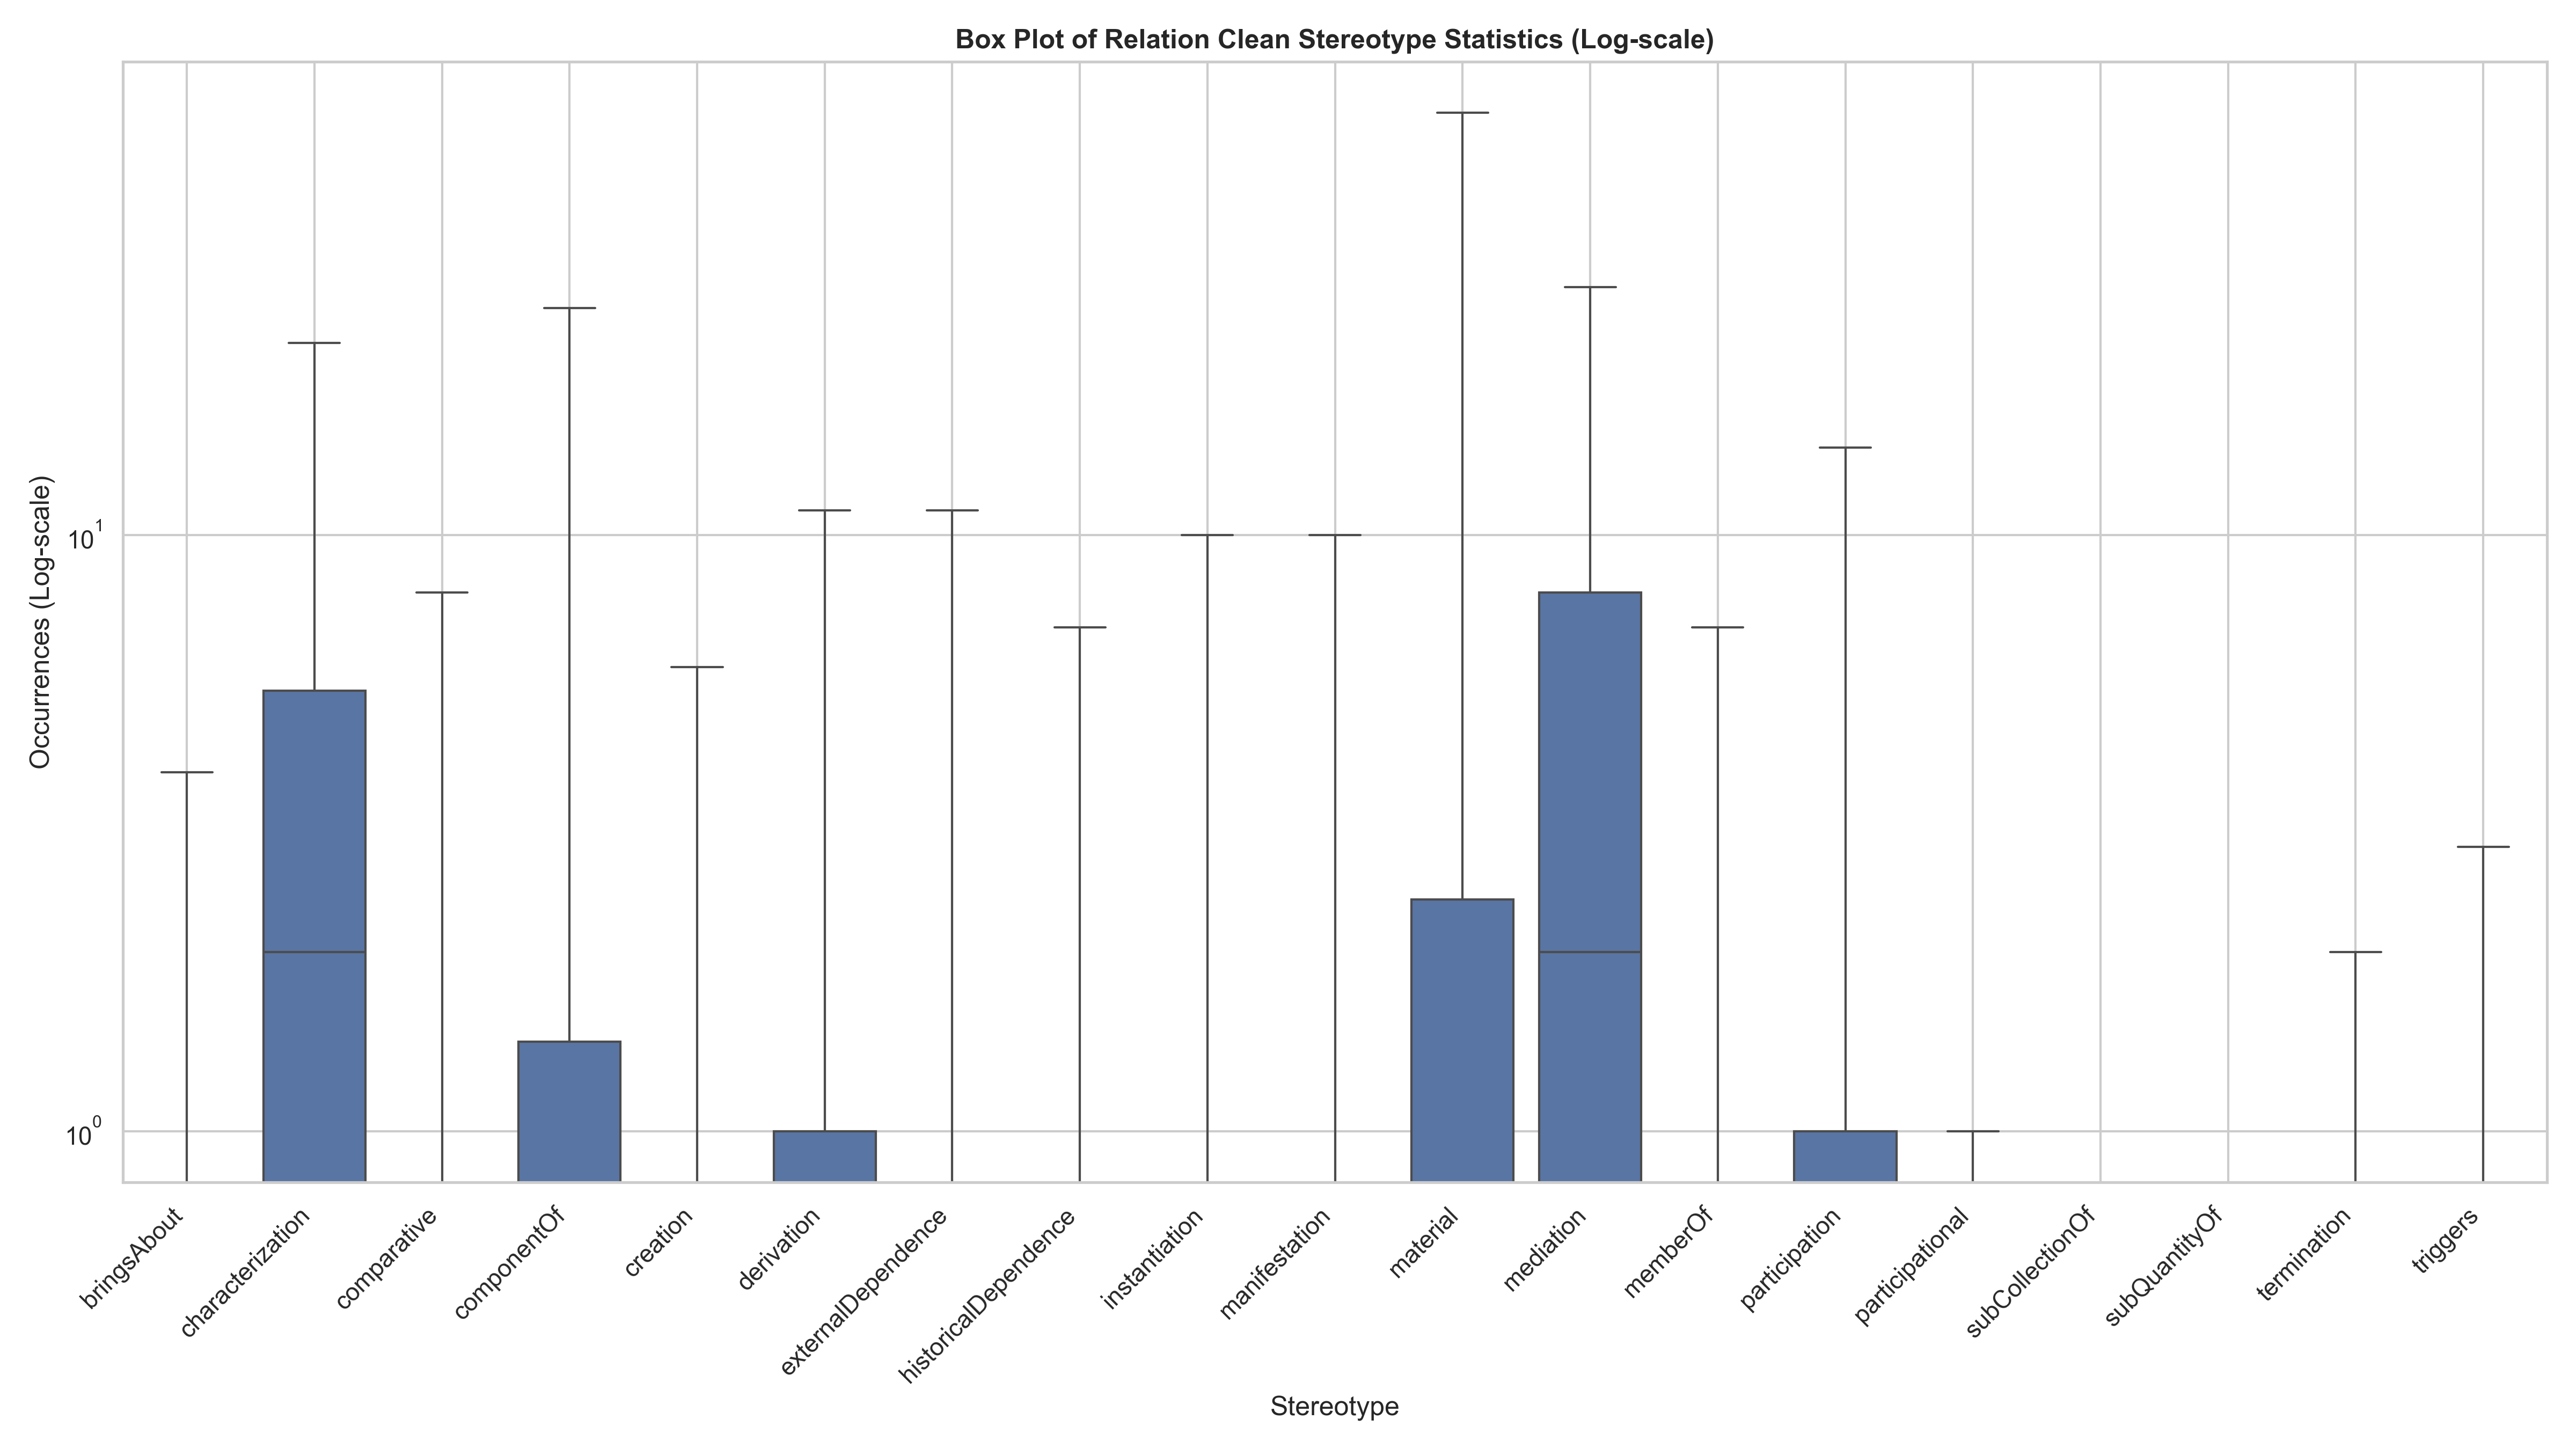 Box Plot of Relation Clean Stereotype Statistics (Log-scale)
Occurrences (Log-scale)
10¹
10⁰
bringsAbout
characterization
comparative
componentOf
creation
derivation
externalDependence
historicalDependence
instantiation
manifestation
material
mediation
memberOf
participation
participational
subCollectionOf
subQuantityOf
termination
triggers
Stereotype